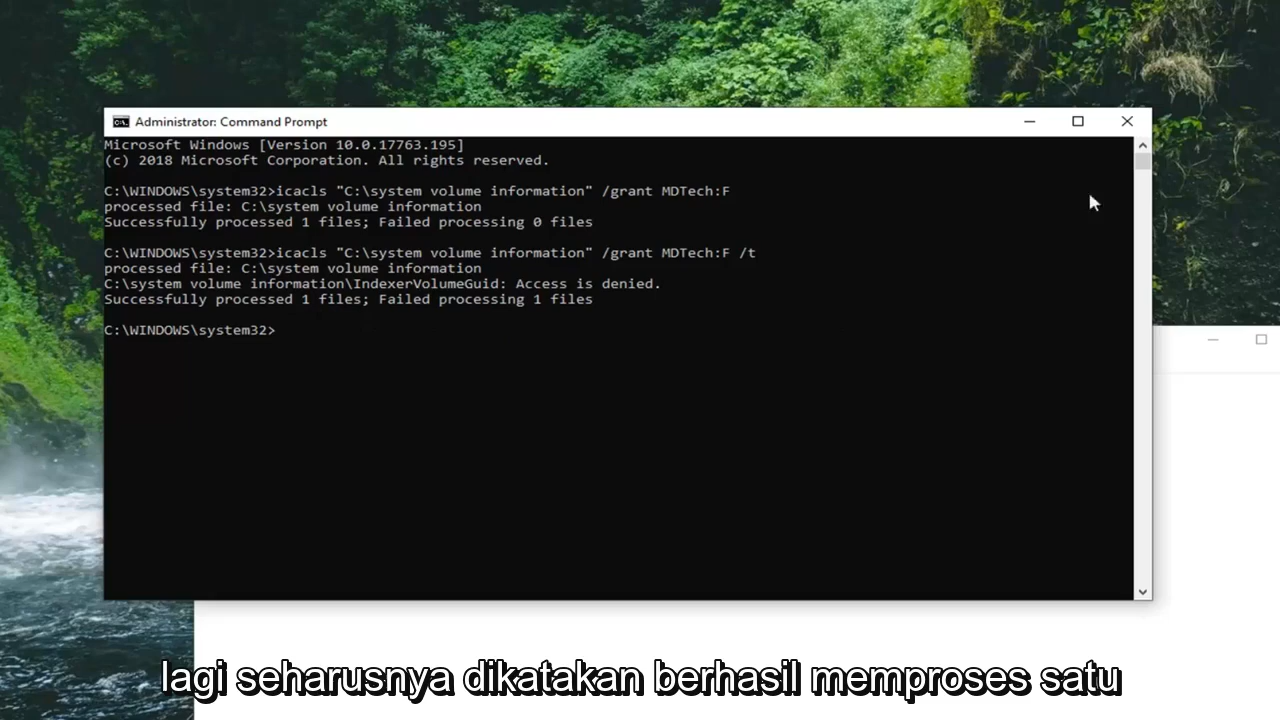 Administrator: Command Prompt
Microsoft Windows [Version 10.0.17763.195]
(c) 2018 Microsoft Corporation. All rights reserved.
C:\WINDOWS\system32>icacls "C:\system volume information" /grant MDTech:F
processed file: C:\system volume information
Successfully processed 1 files; Failed processing 0 files
C:\WINDOWS\system32>icacls "C:\system volume information" /grant MDTech:F /t
processed file: C:\system volume information
C:\system volume information\IndexerVolumeGuid: Access is denied.
Successfully processed 1 files; Failed processing 1 files
C:\WINDOWS\system32>
lagi seharusnya dikatakan berhasil memproses satu